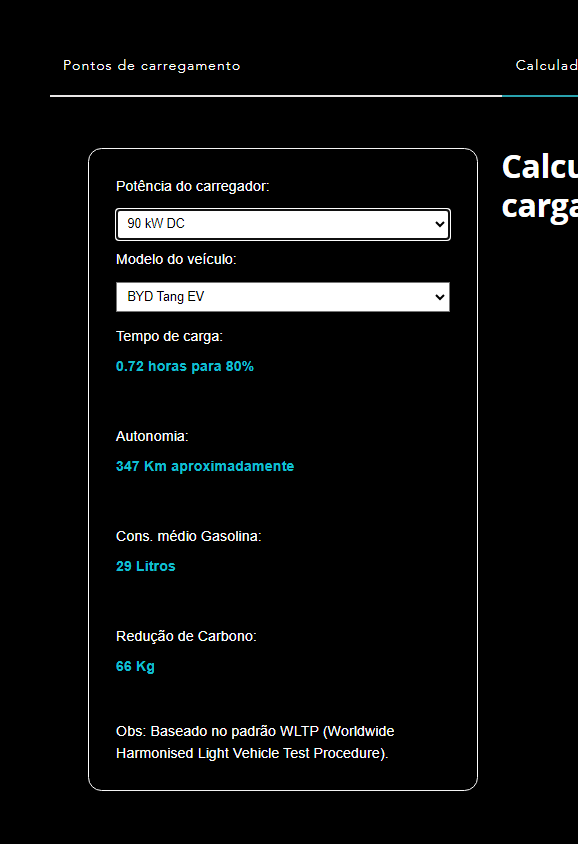 Pontos de carregamento
Calculad
Calcu
carga
Potência do carregador:
90 kW DC
Modelo do veículo:
BYD Tang EV
Tempo de carga:
0.72 horas para 80%
Autonomia:
347 Km aproximadamente
Cons. médio Gasolina:
29 Litros
Redução de Carbono:
66 Kg
Obs: Baseado no padrão WLTP (Worldwide
Harmonised Light Vehicle Test Procedure).